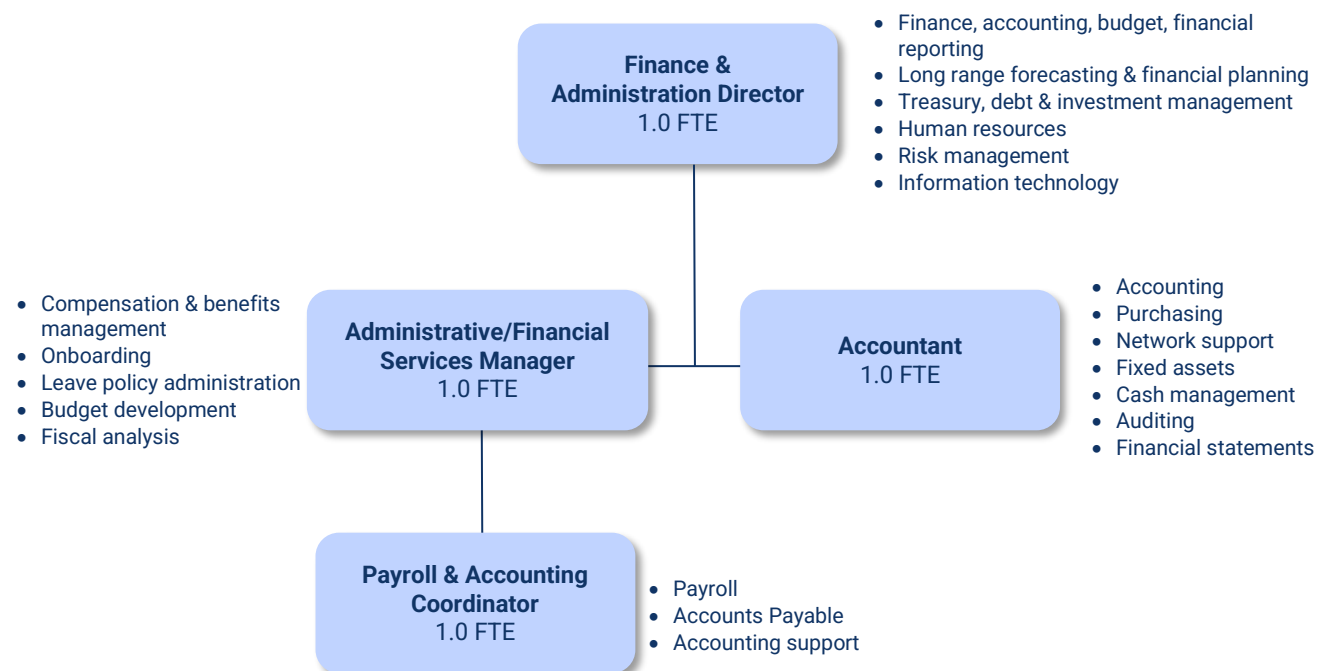 Finance &
Administration Director
1.0 FTE
• Finance, accounting, budget, financial
reporting
• Long range forecasting & financial planning
• Treasury, debt & investment management
• Human resources
• Risk management
• Information technology
• Compensation & benefits
management
• Onboarding
• Leave policy administration
• Budget development
• Fiscal analysis
Administrative/Financial
Services Manager
1.0 FTE
Accountant
1.0 FTE
• Accounting
• Purchasing
• Network support
• Fixed assets
• Cash management
• Auditing
• Financial statements
Payroll & Accounting
Coordinator
1.0 FTE
• Payroll
• Accounts Payable
• Accounting support